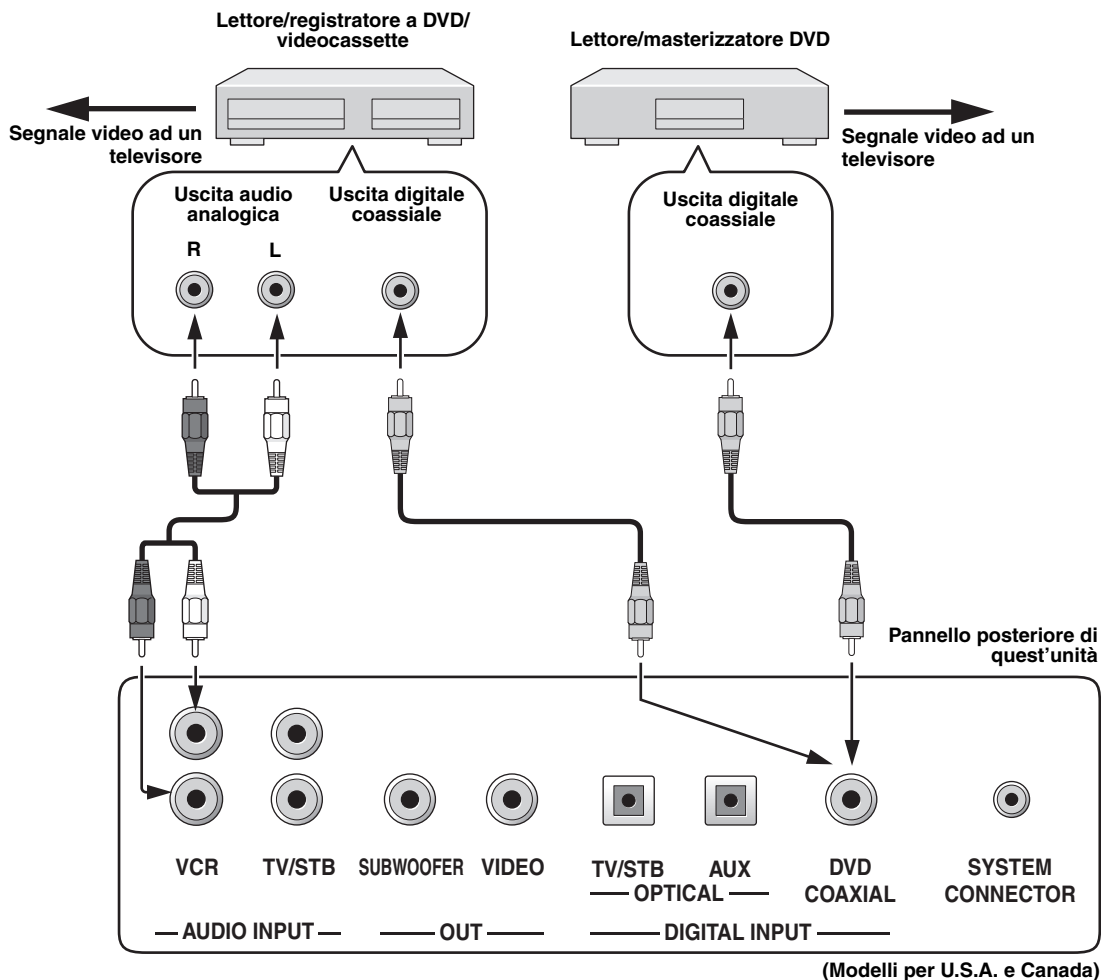 Lettore/registratore a DVD/
videocassette
Lettore/masterizzatore DVD
Segnale video ad un
televisore
Segnale video ad un
televisore
Uscita audio
analogica
Uscita digitale
coassiale
Uscita digitale
coassiale
R
L
Pannello posteriore di
quest'unità
VCR
TV/STB
SUBWOOFER
VIDEO
TV/STB
AUX
DVD
COAXIAL
SYSTEM
CONNECTOR
OPTICAL
AUDIO INPUT
OUT
DIGITAL INPUT
(Modelli per U.S.A. e Canada)